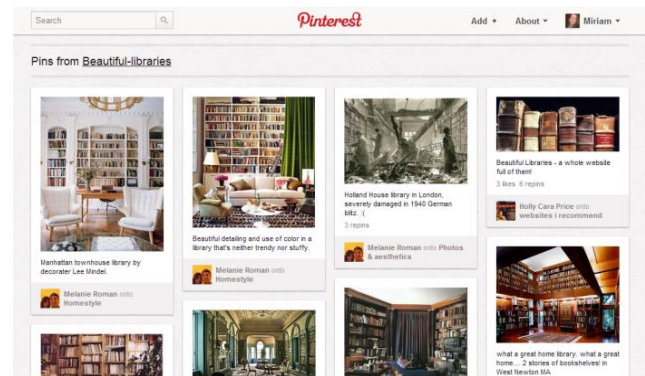 Search
Pinterest
Add +
About
Miriam
Pins from Beautiful-libraries
Manhattan townhouse library by
decorater Lee Mindel.
Melanie Roman onto
Homestyle
Beautiful detailing and use of color in a
library that's neither trendy nor stuffy.
Melanie Roman onto
Homestyle
Holland House library in London,
severely damaged in 1940 German
blitz. :(
3 repins
Melanie Roman onto Photos
& aesthetics
Beautiful Libraries - a whole website
full of them!
3 likes 6 repins
Holly Cara Price onto
websites i recommend
what a great home library. what a great
home... 2 stories of bookshelves! in
West Newton MA